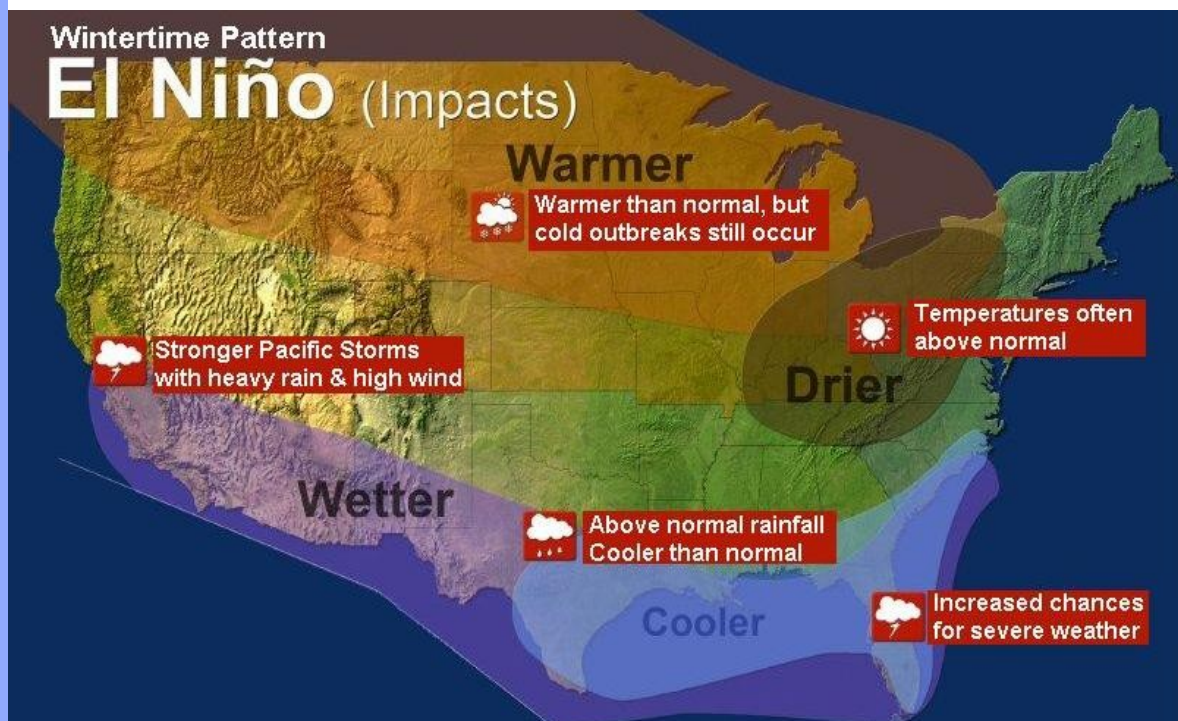 Wintertime Pattern
El Niño (Impacts)
Warmer
Warmer than normal, but
cold outbreaks still occur
Temperatures often
above normal
Stronger Pacific Storms
with heavy rain & high wind
Drier
Wetter
Above normal rainfall
Cooler than normal
Increased chances
for severe weather
Cooler